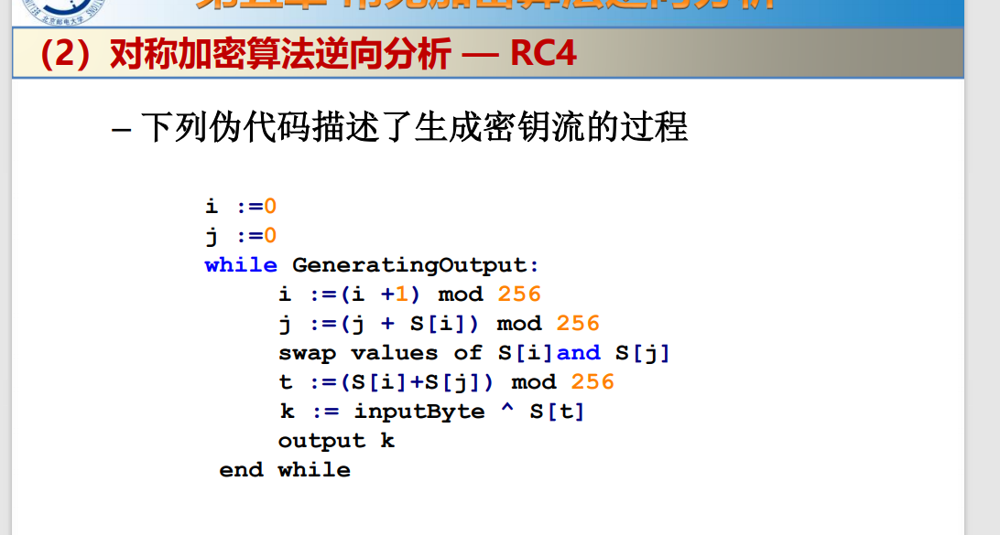 （2）对称加密算法逆向分析 — RC4
– 下列伪代码描述了生成密钥流的过程
i :=0
j :=0
while GeneratingOutput:
i :=(i +1) mod 256
j :=(j + S[i]) mod 256
swap values of S[i]and S[j]
t :=(S[i]+S[j]) mod 256
k := inputByte ^ S[t]
output k
end while